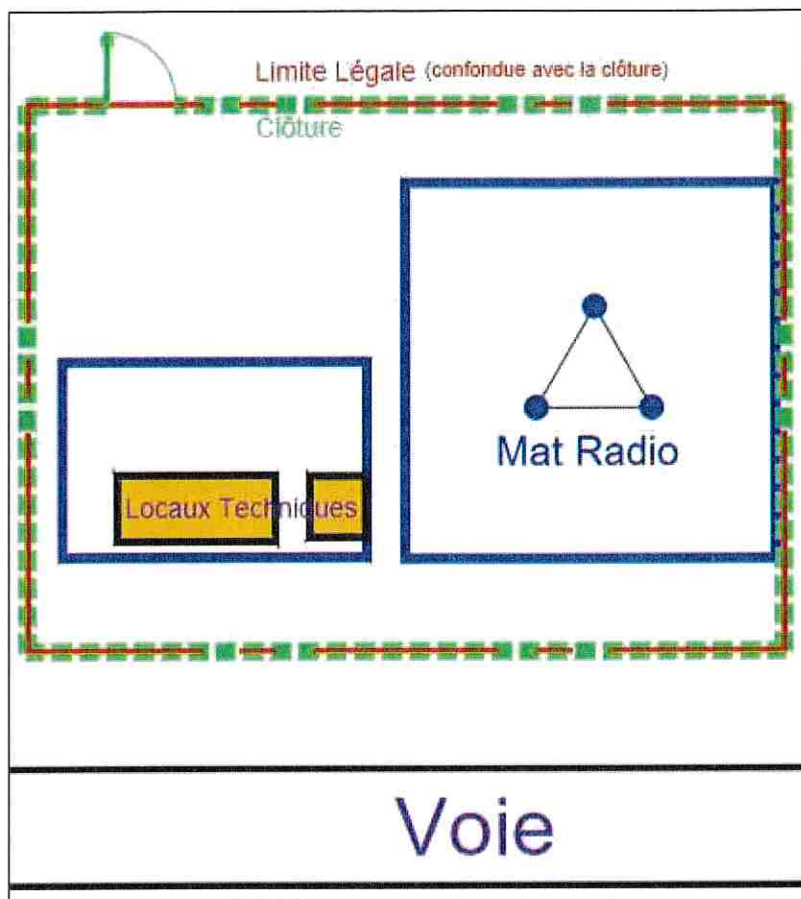 Limite Légale (confondue avec la clôture)
Clôture
Mat Radio
Locaux Techniques
Voie